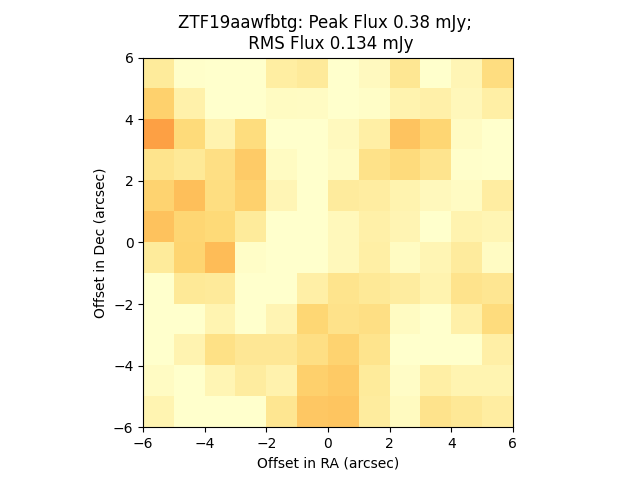 ZTF19aawfbtg: Peak Flux 0.38 mJy;
RMS Flux 0.134 mJy
6
4
2
0
−2
−4
−6
Offset in Dec (arcsec)
−6 −4 −2 0 2 4 6
Offset in RA (arcsec)